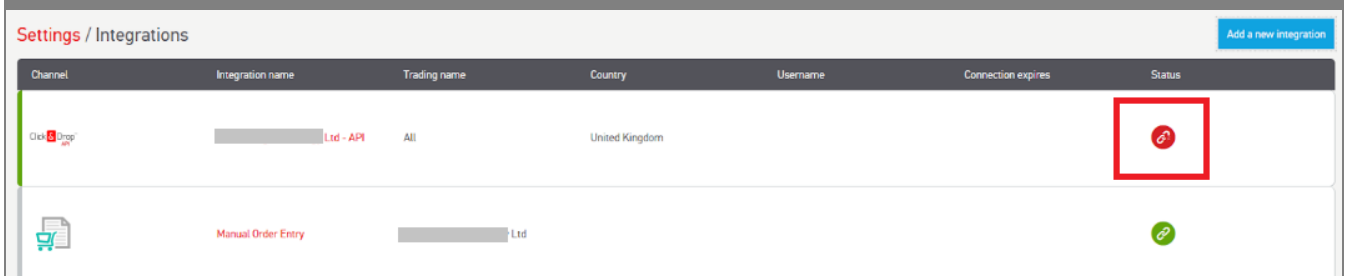 Settings / Integrations
Add a new integration
Channel Integration name Trading name Country Username Connection expires Status
Click & Drop API Ltd - API All United Kingdom
Manual Order Entry Ltd